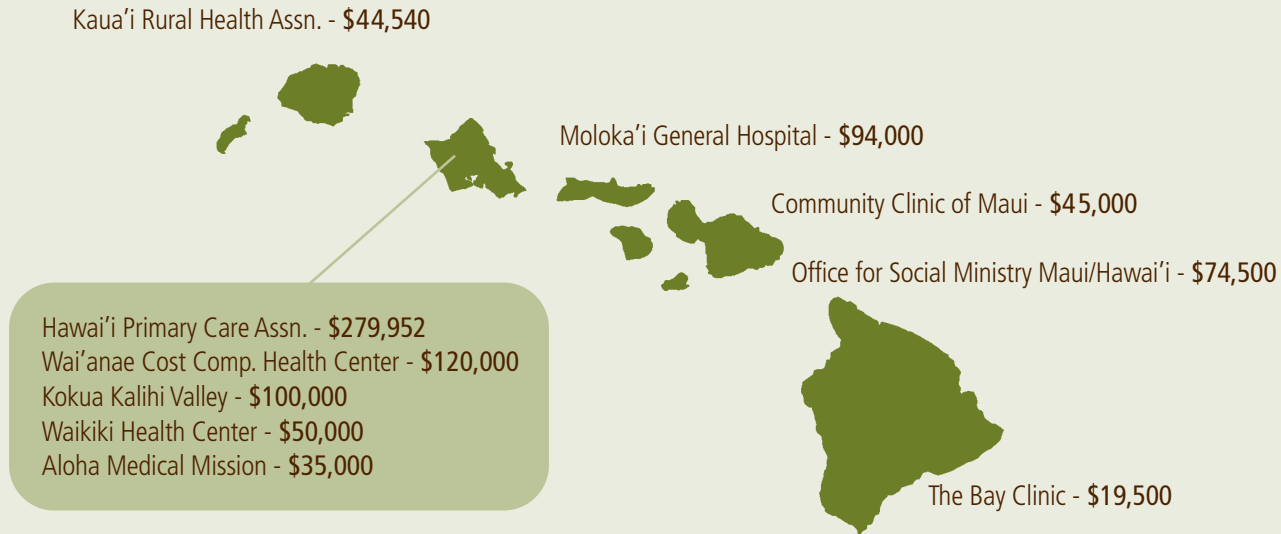 Kaua’i Rural Health Assn. - $44,540
Moloka’i General Hospital - $94,000
Community Clinic of Maui - $45,000
Office for Social Ministry Maui/Hawai’i - $74,500
Hawai’i Primary Care Assn. - $279,952
Wai’anae Cost Comp. Health Center - $120,000
Kokua Kalihi Valley - $100,000
Waikiki Health Center - $50,000
Aloha Medical Mission - $35,000
The Bay Clinic - $19,500